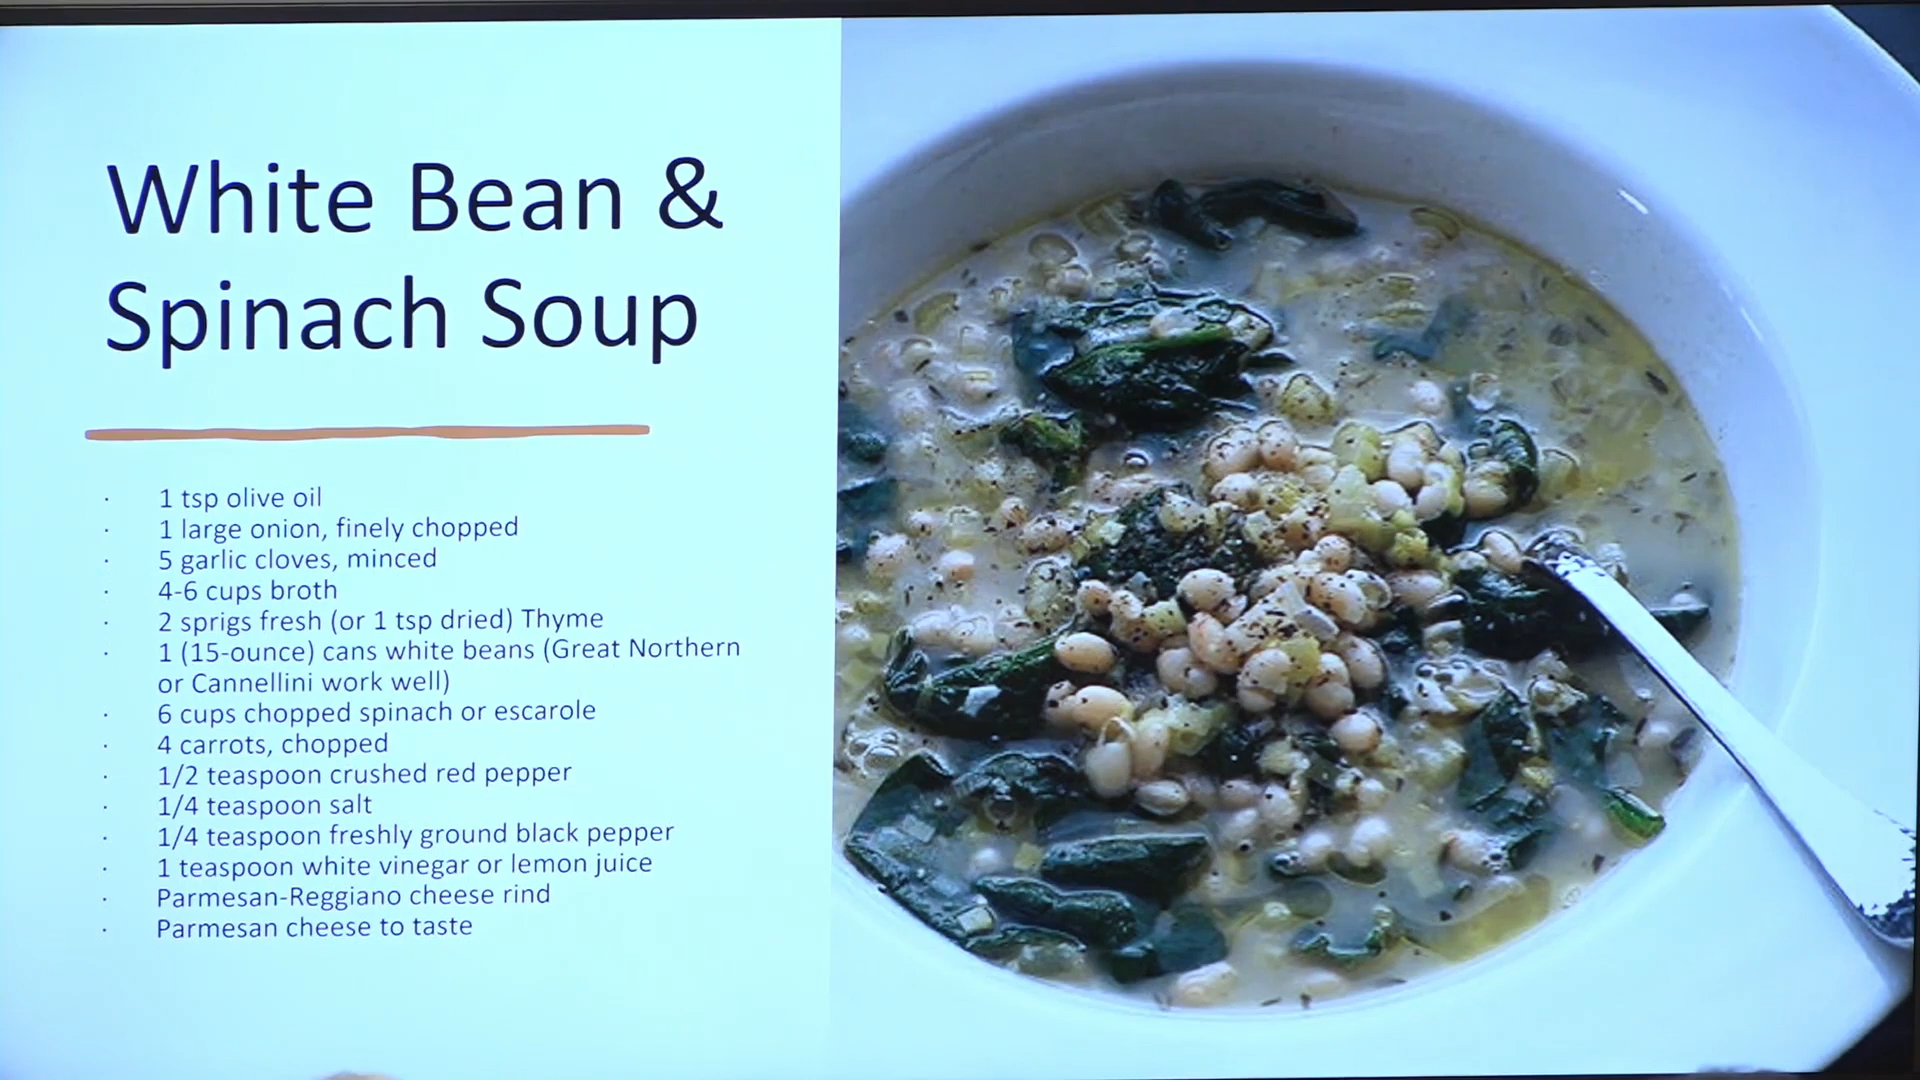 White Bean &
Spinach Soup
· 1 tsp olive oil
· 1 large onion, finely chopped
· 5 garlic cloves, minced
· 4-6 cups broth
· 2 sprigs fresh (or 1 tsp dried) Thyme
· 1 (15-ounce) cans white beans (Great Northern
or Cannellini work well)
· 6 cups chopped spinach or escarole
· 4 carrots, chopped
· 1/2 teaspoon crushed red pepper
· 1/4 teaspoon salt
· 1/4 teaspoon freshly ground black pepper
· 1 teaspoon white vinegar or lemon juice
· Parmesan-Reggiano cheese rind
· Parmesan cheese to taste